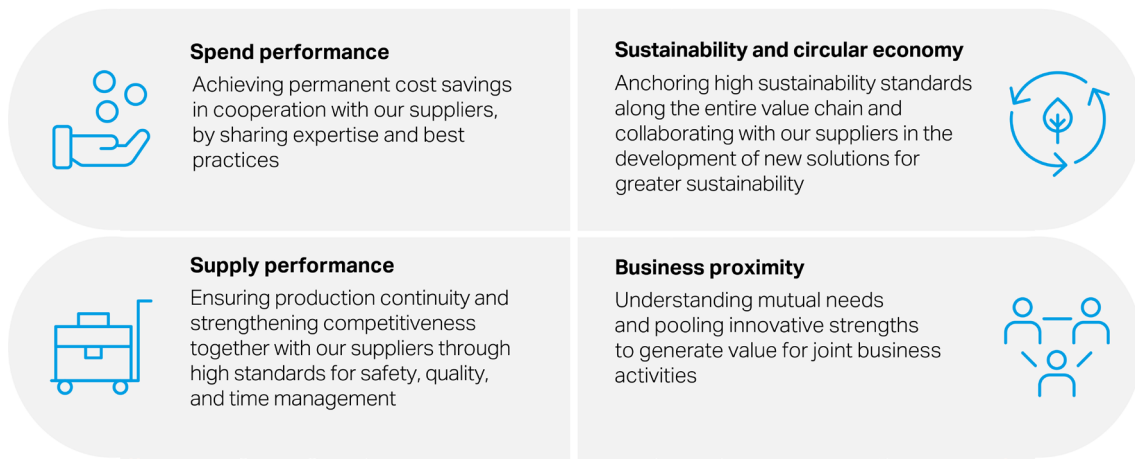 Spend performance
Achieving permanent cost savings
in cooperation with our suppliers,
by sharing expertise and best
practices
Sustainability and circular economy
Anchoring high sustainability standards
along the entire value chain and
collaborating with our suppliers in the
development of new solutions for
greater sustainability
Supply performance
Ensuring production continuity and
strengthening competitiveness
together with our suppliers through
high standards for safety, quality,
and time management
Business proximity
Understanding mutual needs
and pooling innovative strengths
to generate value for joint business
activities